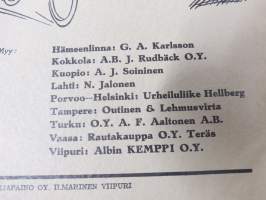 Myy:
Hämeenlinna: G. A. Karlsson
Kokkola: A.B. J. Rudbäck O.Y.
Kuopio: A. J. Soininen
Lahti: N. Jalonen
Porvoo-Helsinki: Urheiluliike Hellberg
Tampere: Outinen & Lehmusvirta
Turku: O.Y. A. F. Aaltonen A.B.
Vaasa: Rautakauppa O.Y. Teräs
Viipuri: Albin KEMPPI O.Y.
JAPAINO OY. ILMARINEN VIIPURI